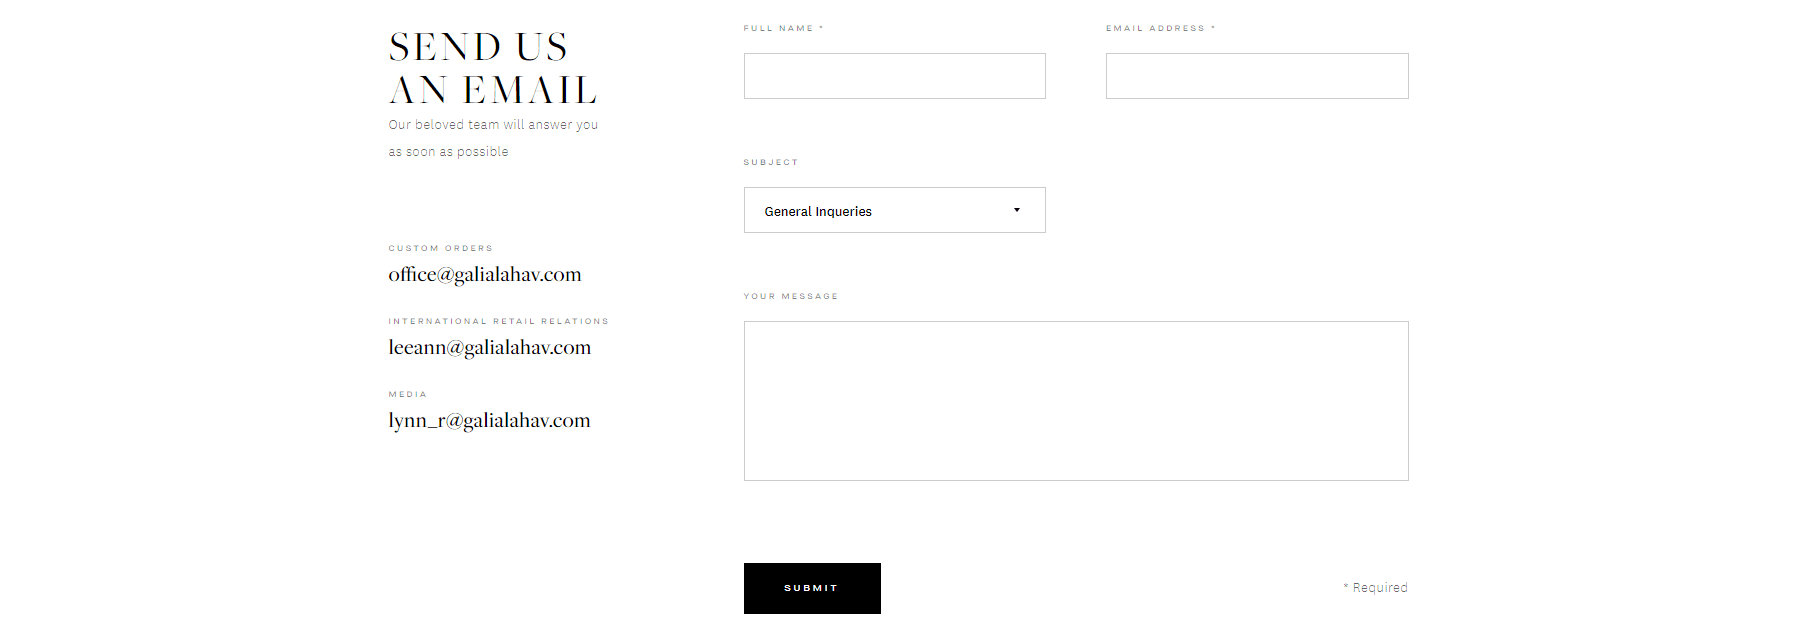 SEND US
AN EMAIL
Our beloved team will answer you
as soon as possible
CUSTOM ORDERS
office@galialahav.com
INTERNATIONAL RETAIL RELATIONS
leeann@galialahav.com
MEDIA
lynn_r@galialahav.com
FULL NAME *
EMAIL ADDRESS *
SUBJECT
General Inqueries
YOUR MESSAGE
SUBMIT
* Required